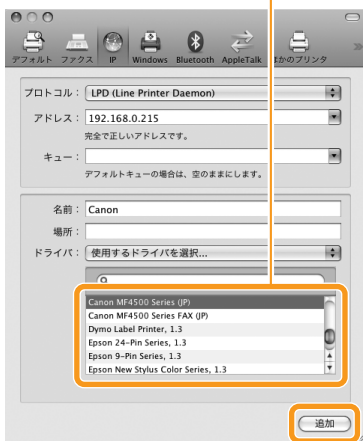 デフォルト ファクス IP Windows Bluetooth AppleTalk ほかのプリンタ
プロトコル： LPD (Line Printer Daemon)
アドレス： 192.168.0.215
完全で正しいアドレスです。
キュー：
デフォルトキューの場合は、空のままにします。
名前： Canon
場所：
ドライバ： 使用するドライバを選択...
Canon MF4500 Series (JP)
Canon MF4500 Series FAX (JP)
Dymo Label Printer, 1.3
Epson 24-Pin Series, 1.3
Epson 9-Pin Series, 1.3
Epson New Stylus Color Series, 1.3
追加